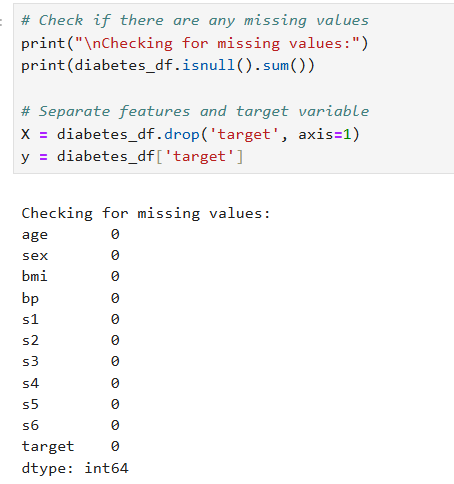 # Check if there are any missing values
print("\nChecking for missing values:")
print(diabetes_df.isnull().sum())

# Separate features and target variable
X = diabetes_df.drop('target', axis=1)
y = diabetes_df['target']

Checking for missing values:
age       0
sex       0
bmi       0
bp        0
s1        0
s2        0
s3        0
s4        0
s5        0
s6        0
target    0
dtype: int64